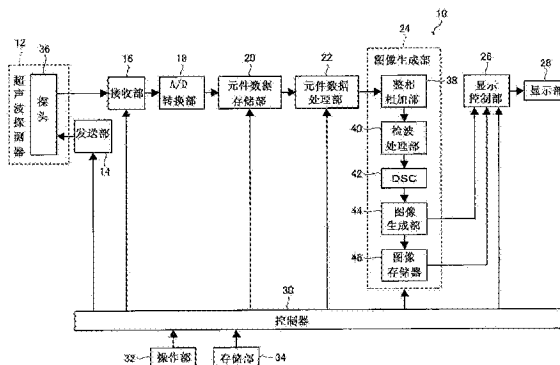 10
12
36
16
18
20
22
24
26
28
超声波探测器
探头
接收部
A/D
转换部
元件数据
存储部
元件数据
处理部
图像生成部
整相
相加部
38
显示
控制部
显示部
发送部
14
40
检波
处理部
42
DSC
44
图像
生成部
46
图像
存储器
30
控制器
32
操作部
存储部
34